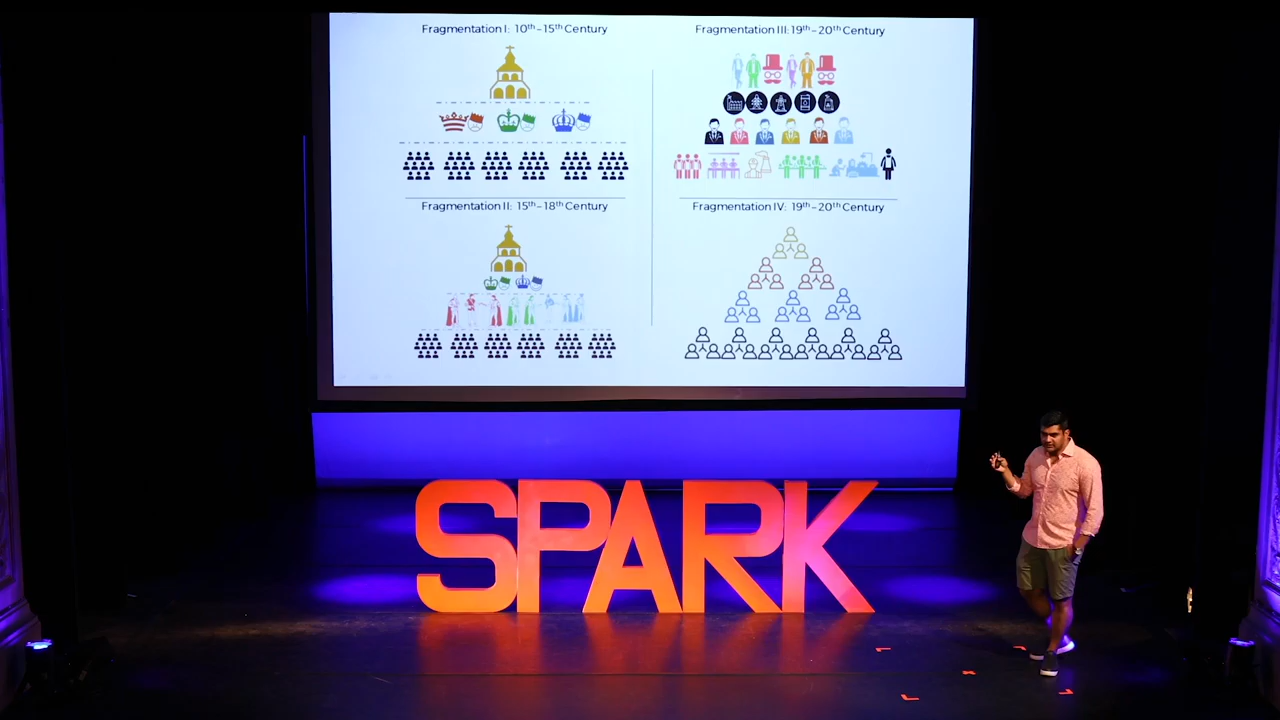 Fragmentation I: 10th–15th Century
Fragmentation II: 15th–18th Century
Fragmentation III: 19th–20th Century
Fragmentation IV: 19th–20th Century
SPARK